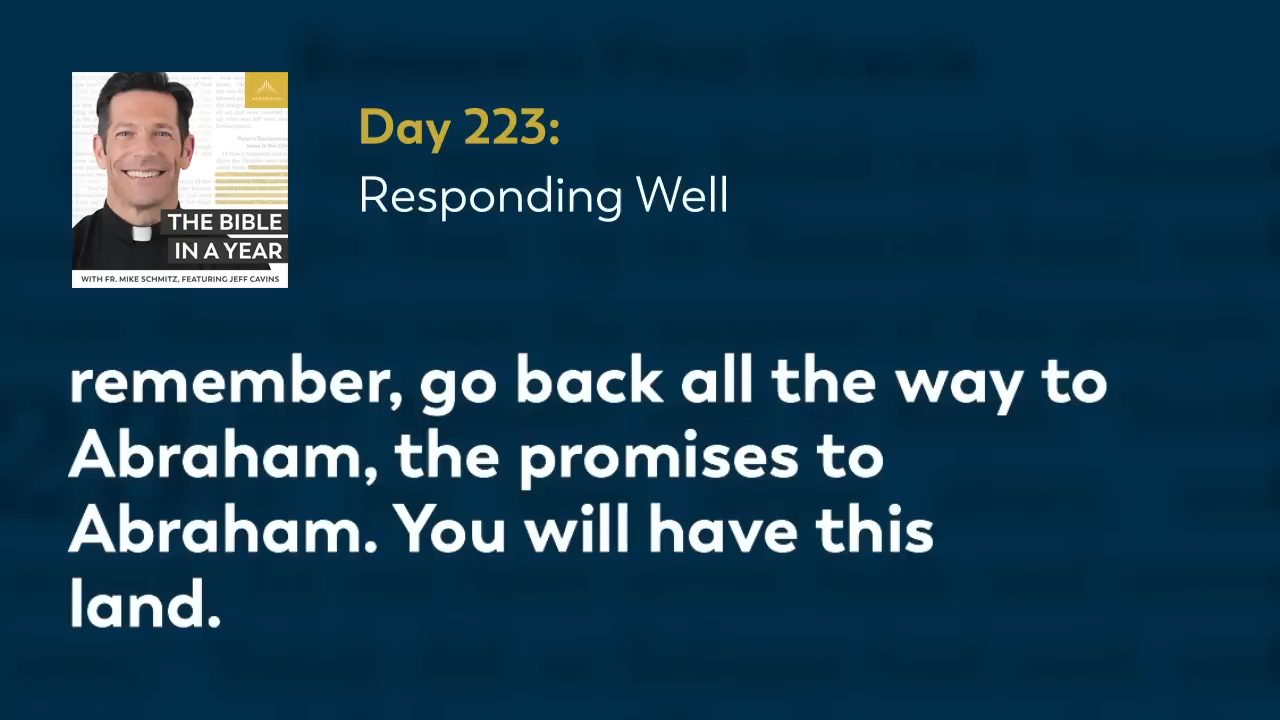 THE BIBLE
IN A YEAR
WITH FR. MIKE SCHMITZ, FEATURING JEFF CAVINS
Day 223:
Responding Well
remember, go back all the way to
Abraham, the promises to
Abraham. You will have this
land.